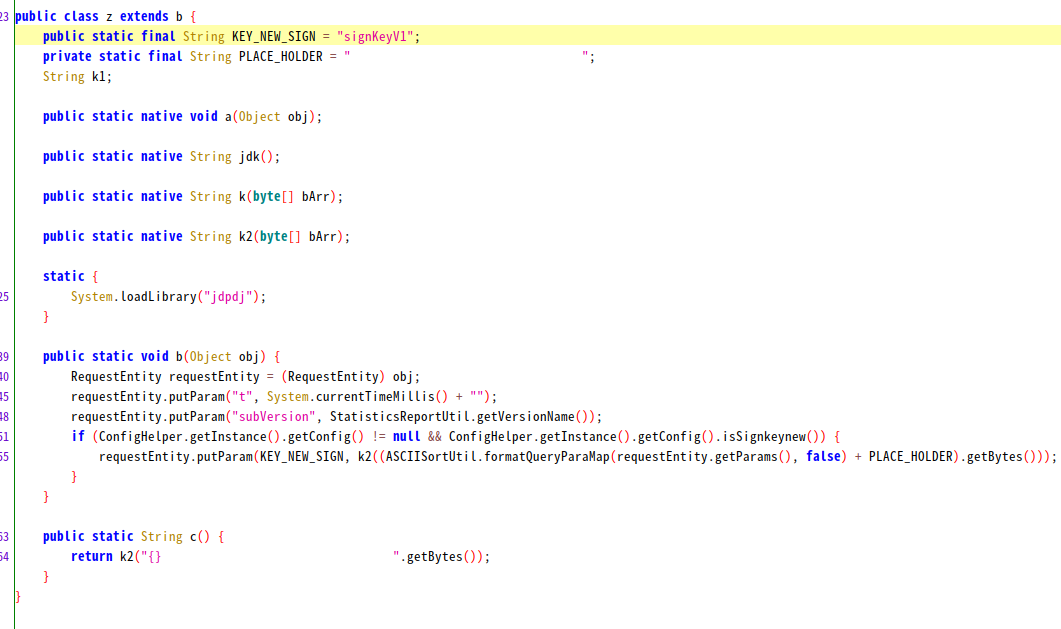 23 public class z extends b {
    public static final String KEY_NEW_SIGN = "signKeyV1";
    private static final String PLACE_HOLDER = "                                 ";
    String k1;
    public static native void a(Object obj);
    public static native String jdk();
    public static native String k(byte[] bArr);
    public static native String k2(byte[] bArr);
    static {
25         System.loadLibrary("jdpdj");
    }
39     public static void b(Object obj) {
40         RequestEntity requestEntity = (RequestEntity) obj;
45         requestEntity.putParam("t", System.currentTimeMillis() + "");
48         requestEntity.putParam("subVersion", StatisticsReportUtil.getVersionName());
51         if (ConfigHelper.getInstance().getConfig() != null && ConfigHelper.getInstance().getConfig().isSignkeynew()) {
55             requestEntity.putParam(KEY_NEW_SIGN, k2((ASCIISortUtil.formatQueryParaMap(requestEntity.getParams(), false) + PLACE_HOLDER).getBytes()));
        }
    }
63     public static String c() {
64         return k2("{}                                 ".getBytes());
    }
}